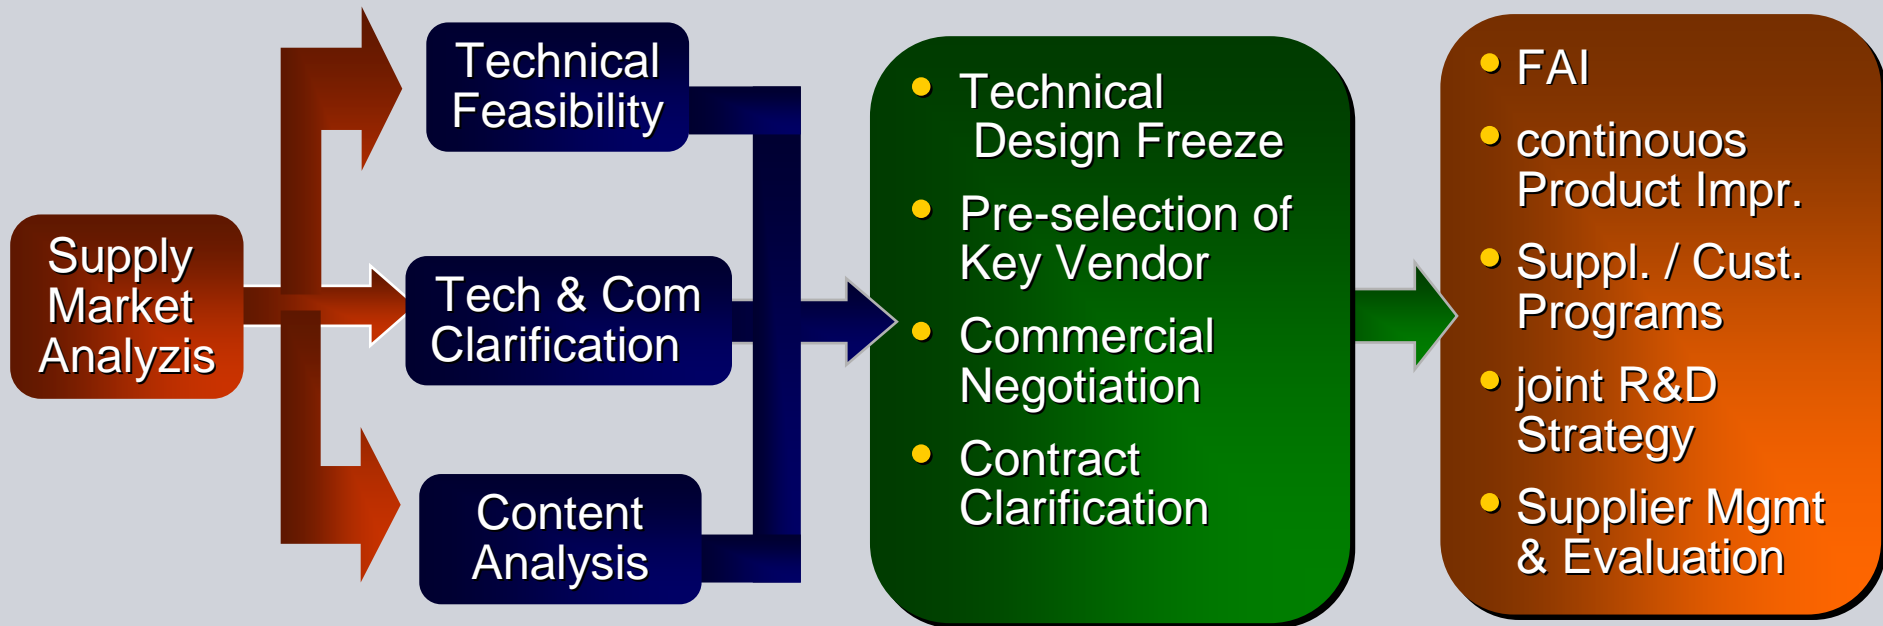 Supply
Market
Analyzis
Technical
Feasibility
Tech & Com
Clarification
Content
Analysis
• Technical
Design Freeze
• Pre-selection of
Key Vendor
• Commercial
Negotiation
• Contract
Clarification
• FAI
• continouos
Product Impr.
• Suppl. / Cust.
Programs
• joint R&D
Strategy
• Supplier Mgmt
& Evaluation